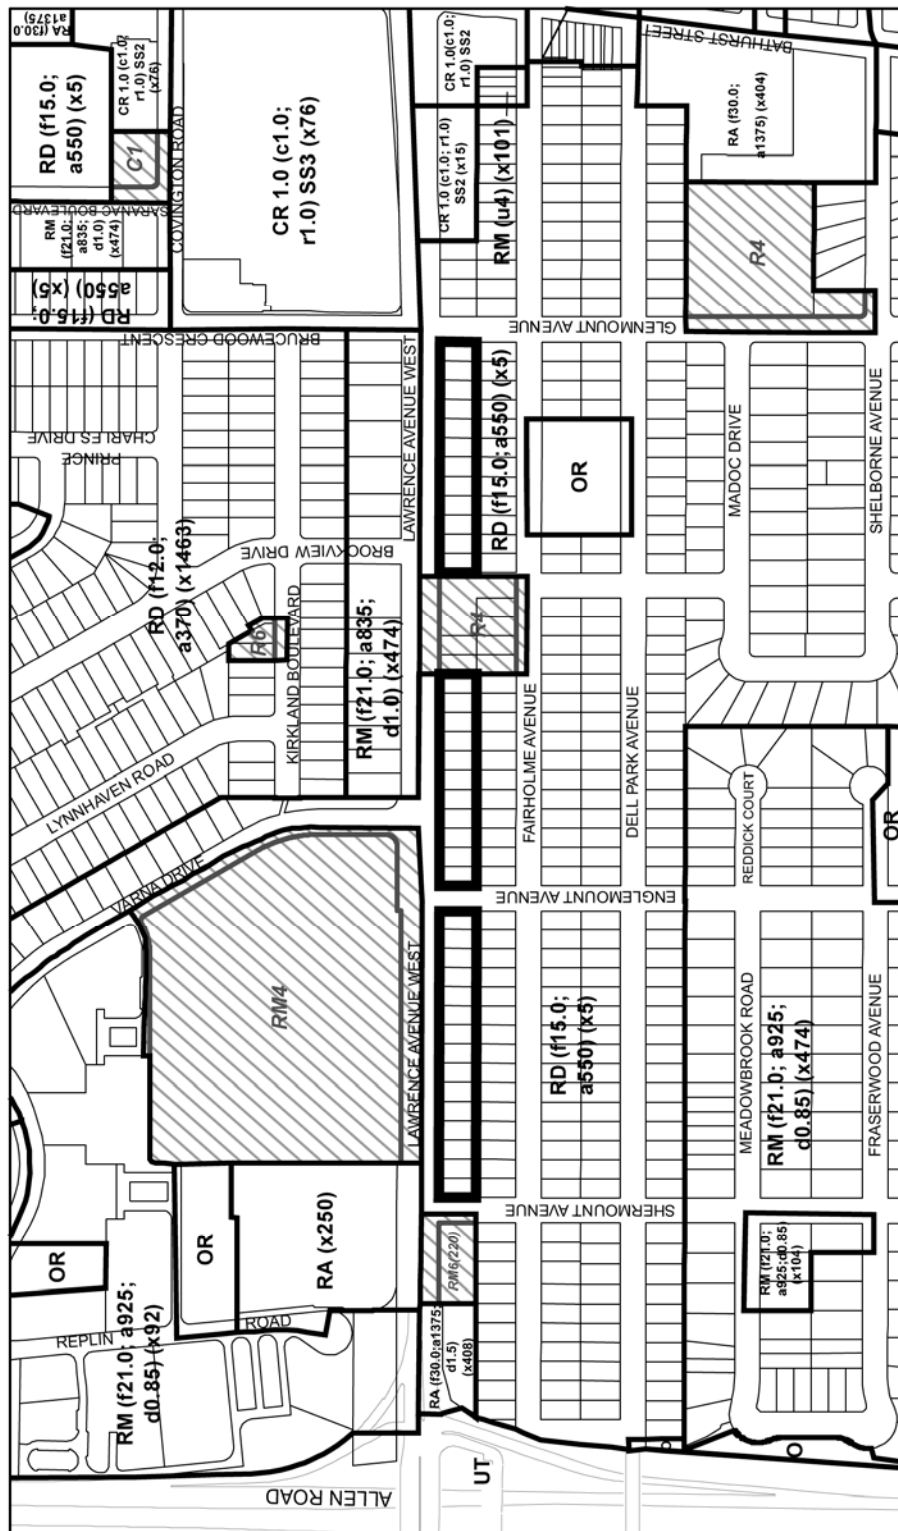 RA (f30.0
a1375)
RD (f15.0;
a550) (x5)
CR 1.0 (c1.0;
r1.0) SS2
(x76)
C1
SARANAC BOULEVARD
COVINGTON ROAD
RM
(f21.0;
a835;
d1.0)
(x474)
RD (f15.0;
a550) (x5)
CR 1.0 (c1.0;
r1.0) SS3 (x76)
CR 1.0(c1.0;
r1.0) SS2
CR 1.0 (c1.0; r1.0)
SS2 (x15)
RM (u4) (x101)
BATHURST STREET
RA (f30.0;
a1375) (x404)
R4
GLENMOUNT AVENUE
BRUCEWOOD CRESCENT
PRINCE
CHARLES DRIVE
LAWRENCE AVENUE WEST
RD (f15.0;a550) (x5)
OR
MADOC DRIVE
SHELBORNE AVENUE
BROOKVIEW DRIVE
RD (f12.0;
a370) (x1463)
R6
KIRKLAND BOULEVARD
RM (f21.0; a835;
d1.0) (x474)
R4
FAIRHOLME AVENUE
DELL PARK AVENUE
LYNNHAVEN ROAD
VARNA DRIVE
REDDICK COURT
OR
ENGLEMOUNT AVENUE
RM4
LAWRENCE AVENUE WEST
RD (f15.0;
a550) (x5)
MEADOWBROOK ROAD
RM (f21.0; a925;
d0.85) (x474)
FRASERWOOD AVENUE
SHERMOUNT AVENUE
OR
OR
RA (x250)
RM6(220)
RM (f21.0;
a925;d0.85)
(x104)
REPLIN
ROAD
RM (f21.0; a925;
d0.85) (x92)
RA (f30.0;a1375;
d1.5)
(x408)
O
O
UT
ALLEN ROAD